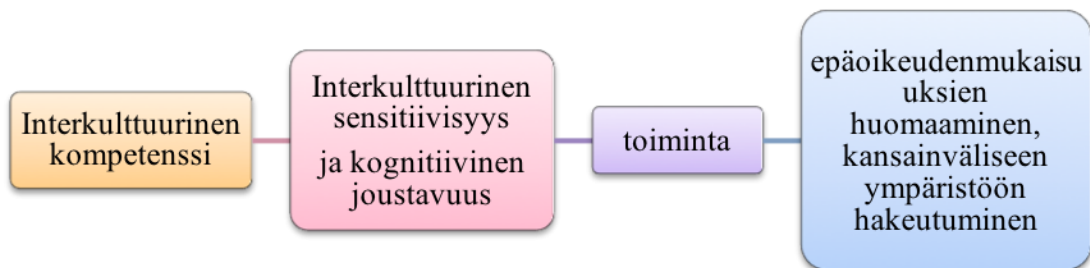 Interkulttuurinen
kompetenssi
Interkulttuurinen
sensitiivisyys
ja kognitiivinen
joustavuus
toiminta
epäoikeudenmukaisu
uksien
huomaaminen,
kansainväliseen
ympäristöön
hakeutuminen